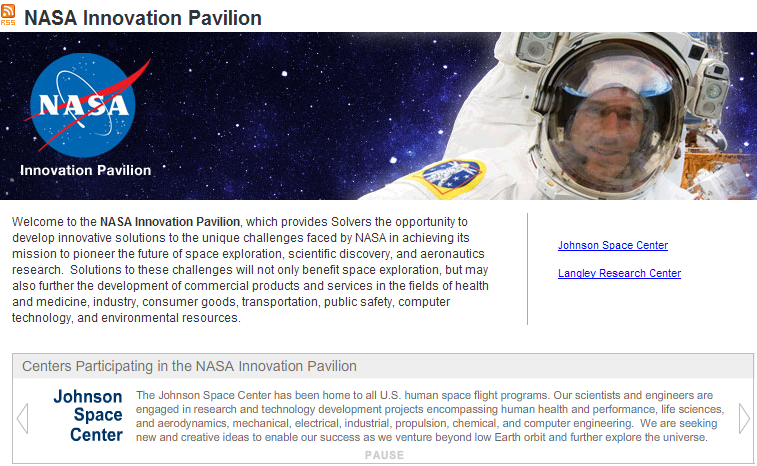 RSS
NASA Innovation Pavilion
NASA
Innovation Pavilion
Welcome to the NASA Innovation Pavilion, which provides Solvers the opportunity to
develop innovative solutions to the unique challenges faced by NASA in achieving its
mission to pioneer the future of space exploration, scientific discovery, and aeronautics
research.  Solutions to these challenges will not only benefit space exploration, but may
also further the development of commercial products and services in the fields of health
and medicine, industry, consumer goods, transportation, public safety, computer
technology, and environmental resources.
Johnson Space Center
Langley Research Center
Centers Participating in the NASA Innovation Pavilion
Johnson
Space
Center
The Johnson Space Center has been home to all U.S. human space flight programs. Our scientists and engineers are
engaged in research and technology development projects encompassing human health and performance, life sciences,
and aerodynamics, mechanical, electrical, industrial, propulsion, chemical, and computer engineering.  We are seeking
new and creative ideas to enable our success as we venture beyond low Earth orbit and further explore the universe.
PAUSE